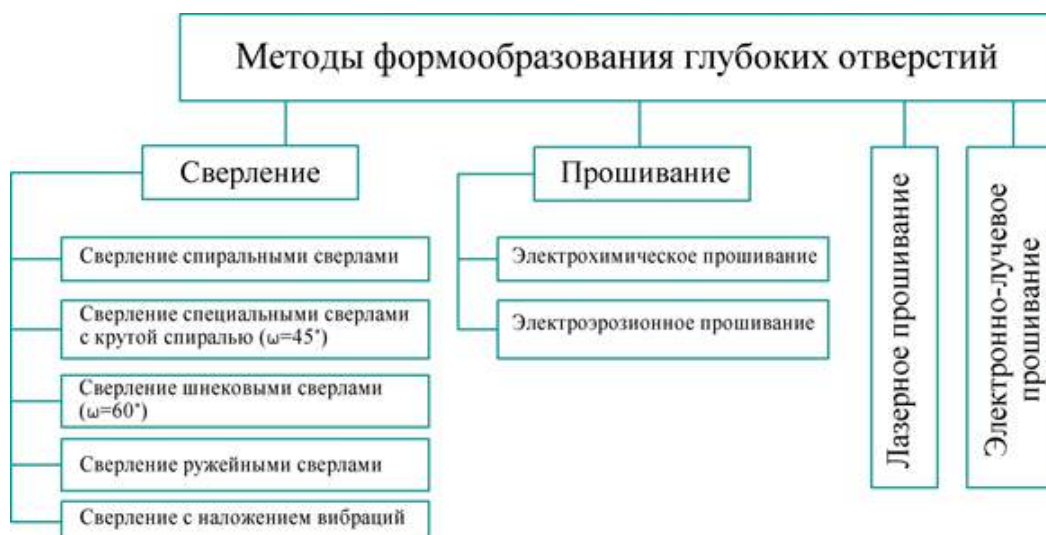 Методы формообразования глубоких отверстий
Сверление
Сверление спиральными сверлами
Сверление специальными сверлами
с крутой спиралью (ω=45˚)
Сверление шнековыми сверлами
(ω=60˚)
Сверление ружейными сверлами
Сверление с наложением вибраций
Прошивание
Электрохимическое прошивание
Электроэрозионное прошивание
Лазерное прошивание
Электронно-лучевое
прошивание